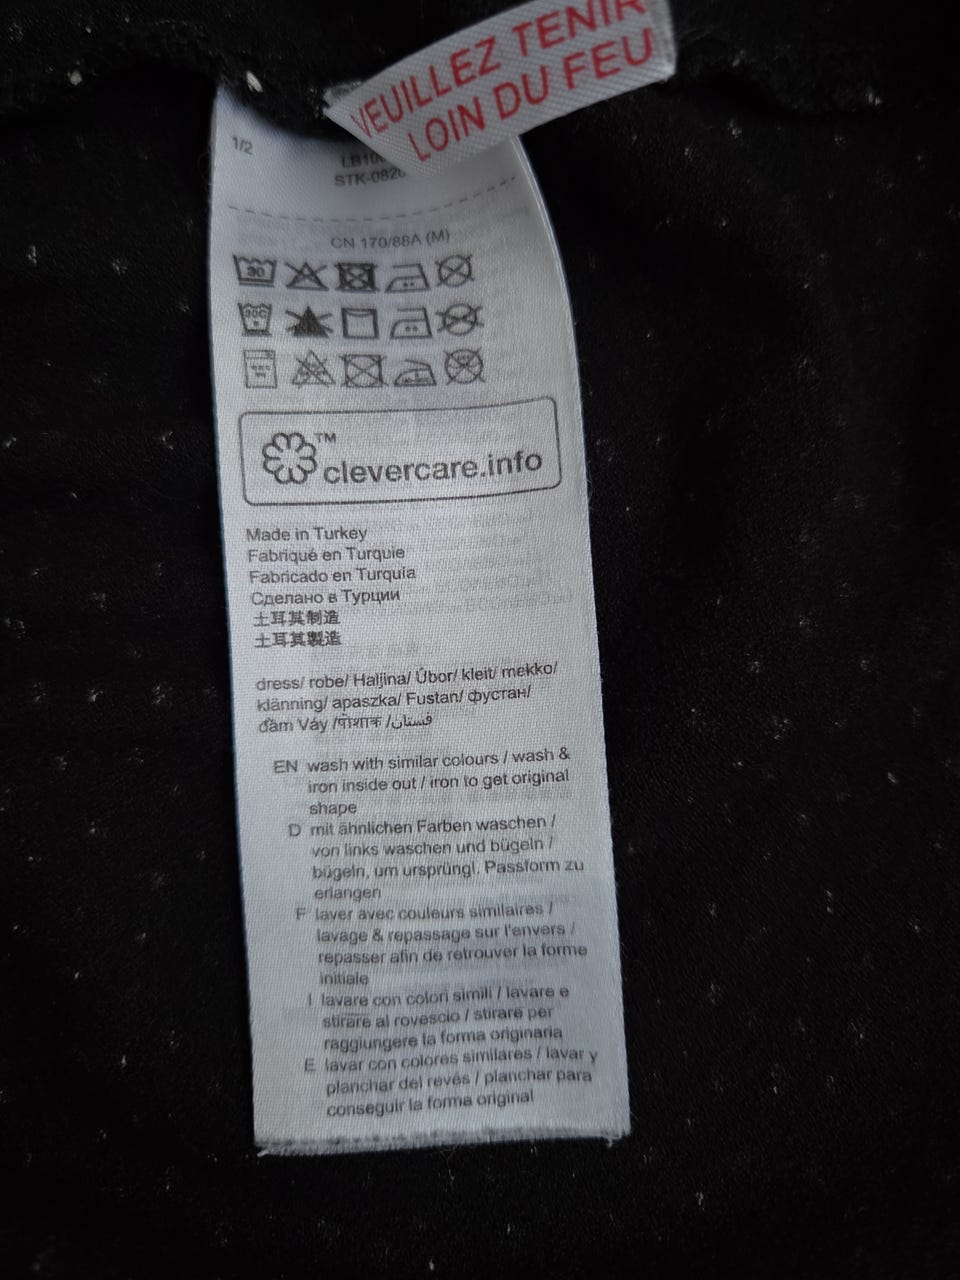 VEUILLEZ TENIR
LOIN DU FEU
1/2
CN 170/88A (M)
30
30C
TM
clevercare.info
Made in Turkey
Fabriqué en Turquie
Fabricado en Turquía
Сделано в Турции
土耳其制造
土耳其製造
dress/ robe/ Haljina/ Úbor/ kleit/ mekko/
klänning/ apaszka/ Fustan/ фустан/
đầm Váy /पोशाक /فستان
EN wash with similar colours / wash &
iron inside out / iron to get original
shape
D mit ähnlichen Farben waschen /
von links waschen und bügeln /
bügeln, um ursprüngl. Passform zu
erlangen
F laver avec couleurs similaires /
lavage & repassage sur l'envers /
repasser afin de retrouver la forme
initiale
I lavare con colori simili / lavare e
stirare al rovescio / stirare per
raggiungere la forma originaria
E lavar con colores similares / lavar y
planchar del revés / planchar para
conseguir la forma original